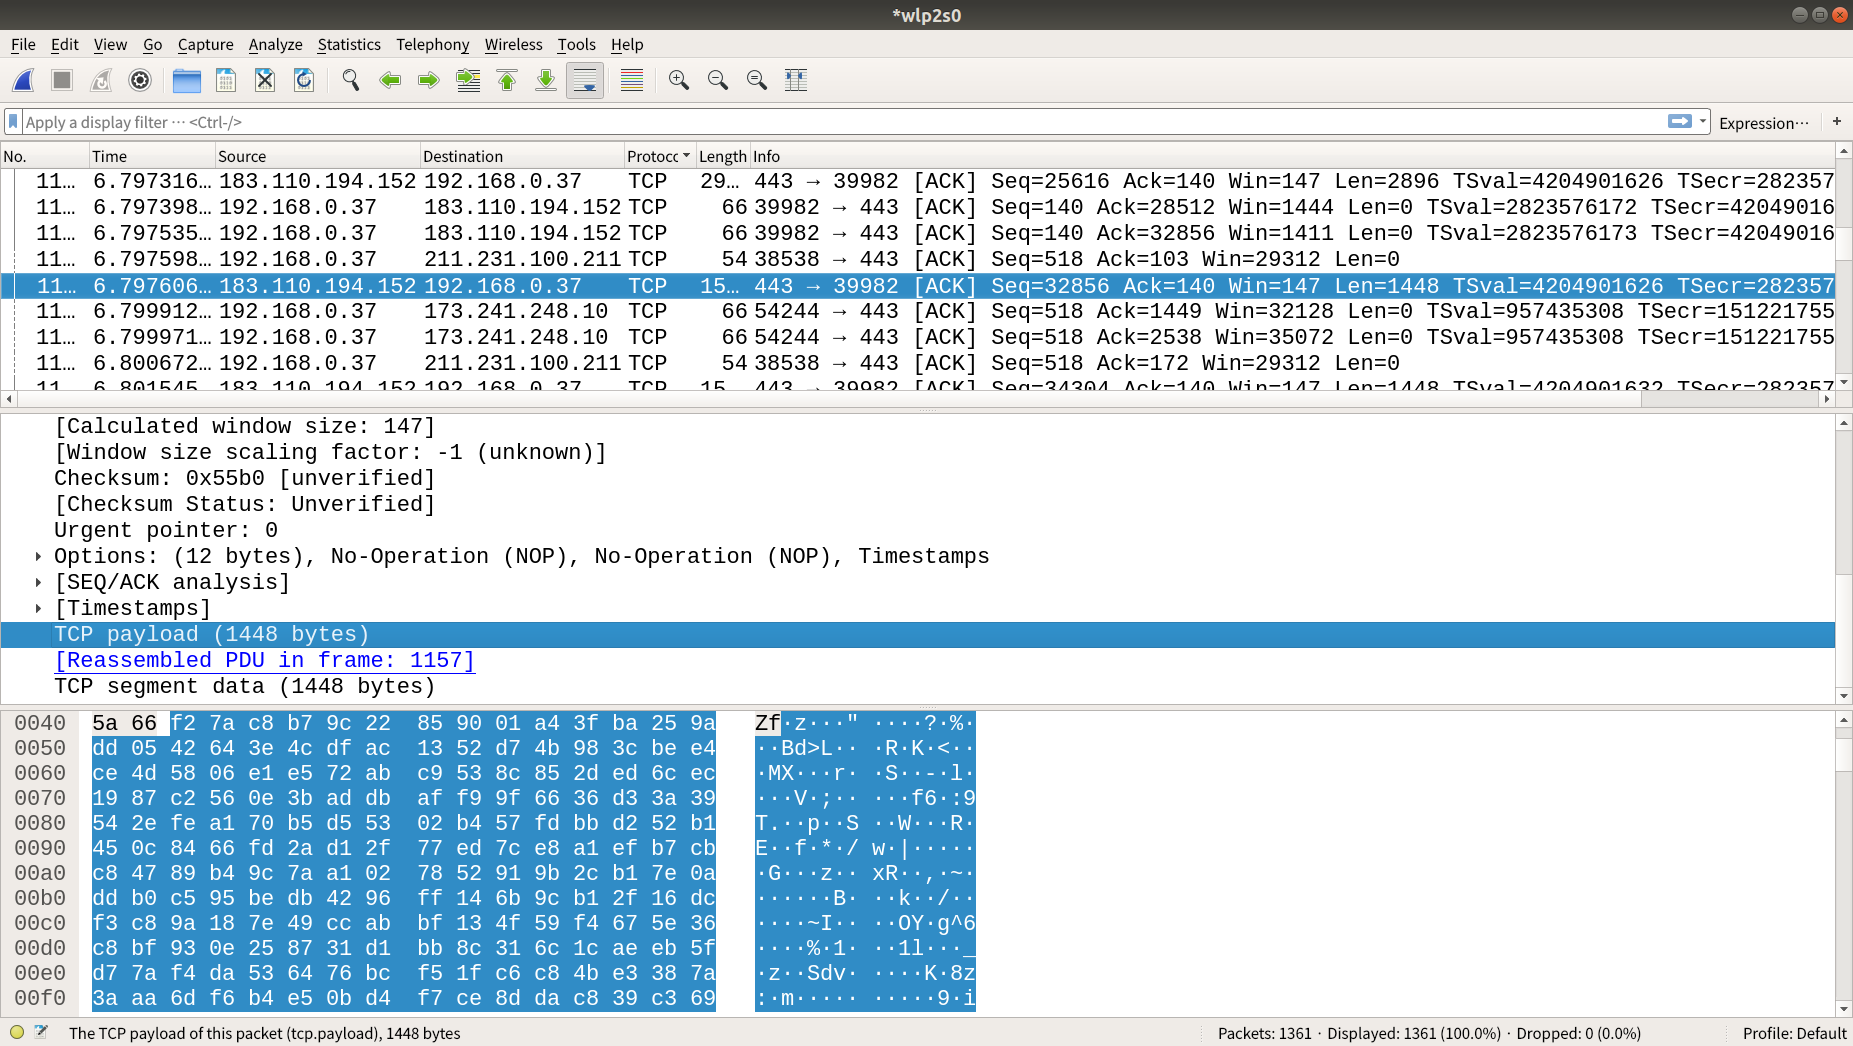 *wlp2s0
File Edit View Go Capture Analyze Statistics Telephony Wireless Tools Help
Apply a display filter ··· <Ctrl-/> Expression··· +
No. Time Source Destination Protocc Length Info
11… 6.797316… 183.110.194.152 192.168.0.37 TCP 29… 443 → 39982 [ACK] Seq=25616 Ack=140 Win=147 Len=2896 TSval=4204901626 TSecr=282357
11… 6.797398… 192.168.0.37 183.110.194.152 TCP 66 39982 → 443 [ACK] Seq=140 Ack=28512 Win=1444 Len=0 TSval=2823576172 TSecr=42049016
11… 6.797535… 192.168.0.37 183.110.194.152 TCP 66 39982 → 443 [ACK] Seq=140 Ack=32856 Win=1411 Len=0 TSval=2823576173 TSecr=42049016
11… 6.797598… 192.168.0.37 211.231.100.211 TCP 54 38538 → 443 [ACK] Seq=518 Ack=103 Win=29312 Len=0
11… 6.797606… 183.110.194.152 192.168.0.37 TCP 15… 443 → 39982 [ACK] Seq=32856 Ack=140 Win=147 Len=1448 TSval=4204901626 TSecr=282357
11… 6.799912… 192.168.0.37 173.241.248.10 TCP 66 54244 → 443 [ACK] Seq=518 Ack=1449 Win=32128 Len=0 TSval=957435308 TSecr=151221755
11… 6.799971… 192.168.0.37 173.241.248.10 TCP 66 54244 → 443 [ACK] Seq=518 Ack=2538 Win=35072 Len=0 TSval=957435308 TSecr=151221755
11… 6.800672… 192.168.0.37 211.231.100.211 TCP 54 38538 → 443 [ACK] Seq=518 Ack=172 Win=29312 Len=0
11… 6.801545… 183.110.194.152 192.168.0.37 TCP 15… 443 → 39982 [ACK] Seq=34304 Ack=140 Win=147 Len=1448 TSval=4204901632 TSecr=282357
[Calculated window size: 147]
[Window size scaling factor: -1 (unknown)]
Checksum: 0x55b0 [unverified]
[Checksum Status: Unverified]
Urgent pointer: 0
Options: (12 bytes), No-Operation (NOP), No-Operation (NOP), Timestamps
[SEQ/ACK analysis]
[Timestamps]
TCP payload (1448 bytes)
[Reassembled PDU in frame: 1157]
TCP segment data (1448 bytes)
0040 5a 66 f2 7a c8 b7 9c 22 85 90 01 a4 3f ba 25 9a Zf·z···" ····?·%·
0050 dd 05 42 64 3e 4c df ac 13 52 d7 4b 98 3c be e4 ··Bd>L·· ·R·K·<··
0060 ce 4d 58 06 e1 e5 72 ab c9 53 8c 85 2d ed 6c ec ·MX···r· ·S··-·l·
0070 19 87 c2 56 0e 3b ad db af f9 9f 66 36 d3 3a 39 ···V·;·· ···f6·:9
0080 54 2e fe a1 70 b5 d5 53 02 b4 57 fd bb d2 52 b1 T.··p··S ··W···R·
0090 45 0c 84 66 fd 2a d1 2f 77 ed 7c e8 a1 ef b7 cb E··f·*·/ w·|·····
00a0 c8 47 89 b4 9c 7a a1 02 78 52 91 9b 2c b1 7e 0a ·G···z·· xR··,·~·
00b0 dd b0 c5 95 be db 42 96 ff 14 6b 9c b1 2f 16 dc ······B· ··k··/··
00c0 f3 c8 9a 18 7e 49 cc ab bf 13 4f 59 f4 67 5e 36 ····~I·· ··OY·g^6
00d0 c8 bf 93 0e 25 87 31 d1 bb 8c 31 6c 1c ae eb 5f ····%·1· ··1l···_
00e0 d7 7a f4 da 53 64 76 bc f5 1f c6 c8 4b e3 38 7a ·z··Sdv· ····K·8z
00f0 3a aa 6d f6 b4 e5 0b d4 f7 ce 8d da c8 39 c3 69 :·m····· ·····9·i
The TCP payload of this packet (tcp.payload), 1448 bytes Packets: 1361 · Displayed: 1361 (100.0%) · Dropped: 0 (0.0%) Profile: Default